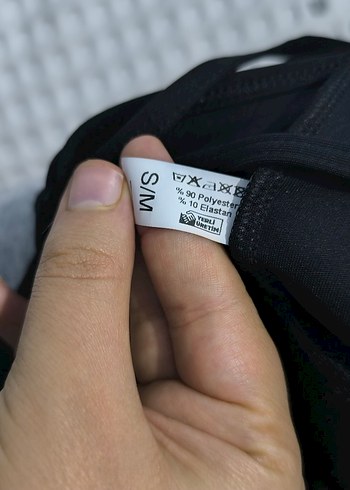 S/M
% 90 Polyester
% 10 Elastan
YERLİ
ÜRETİM